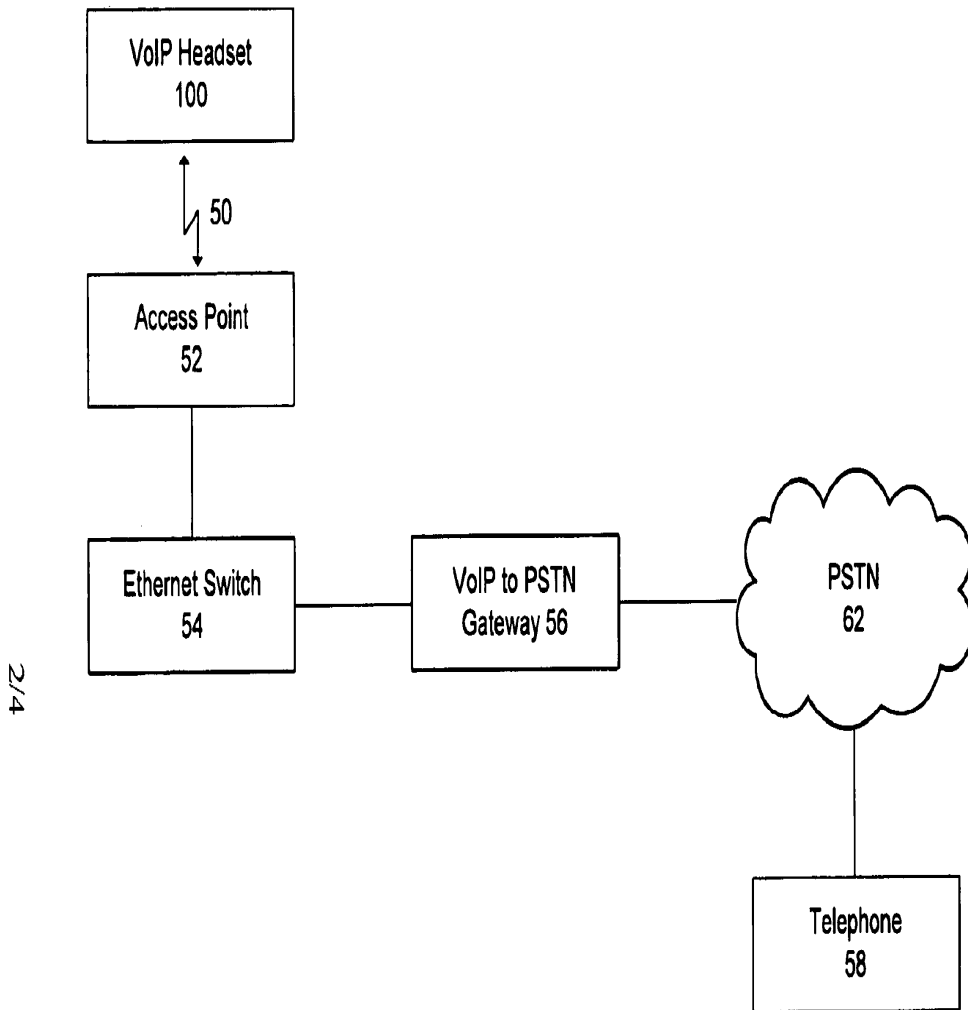 VoIP Headset
100
50
Access Point
52
Ethernet Switch
54
VoIP to PSTN
Gateway 56
PSTN
62
2/4
Telephone
58